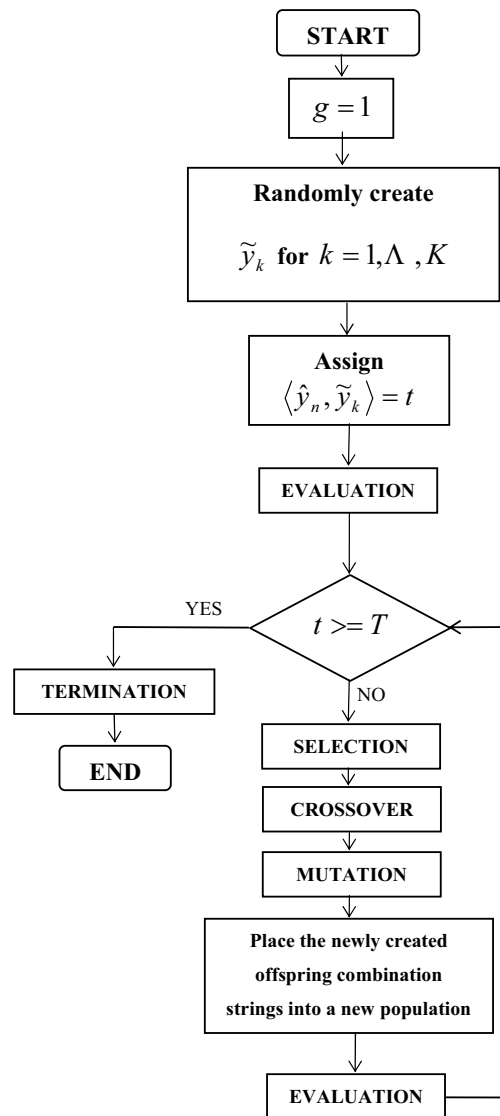 START
g = 1
Randomly create
ỹ_k for k = 1, Λ , K
Assign
⟨ŷ_n, ỹ_k⟩ = t
EVALUATION
YES
t >= T
TERMINATION
NO
END
SELECTION
CROSSOVER
MUTATION
Place the newly created
offspring combination
strings into a new population
EVALUATION